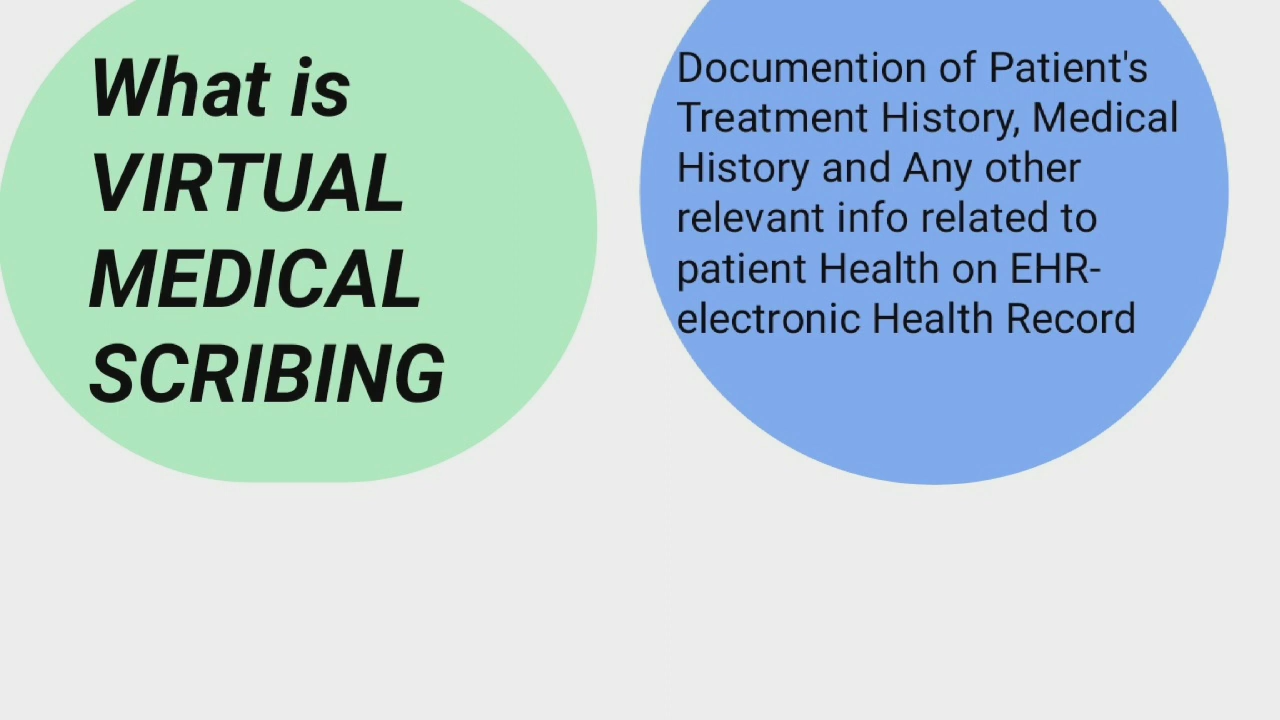 What is
VIRTUAL
MEDICAL
SCRIBING
Documention of Patient's
Treatment History, Medical
History and Any other
relevant info related to
patient Health on EHR-
electronic Health Record